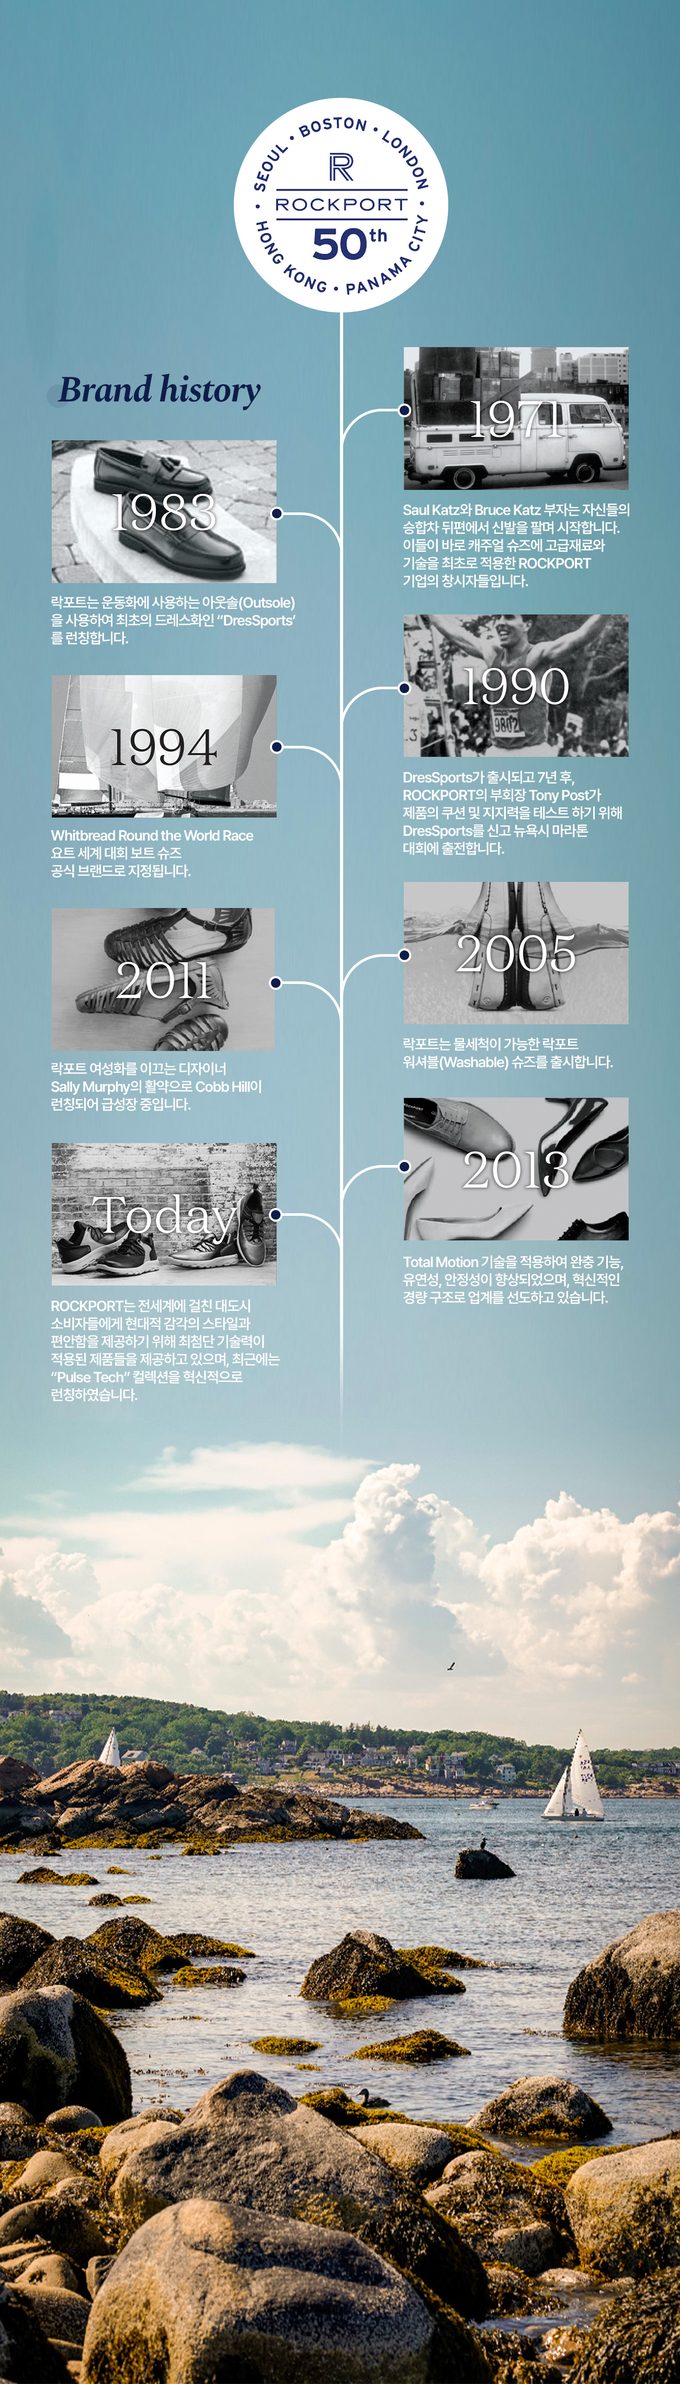 SEOUL • BOSTON • LONDON
R
ROCKPORT
50th
• HONG KONG • PANAMA CITY •
Brand history
1971
Saul Katz와 Bruce Katz 부자는 자신들의
승합차 뒤편에서 신발을 팔며 시작합니다.
이들이 바로 캐주얼 슈즈에 고급재료와
기술을 최초로 적용한 ROCKPORT
기업의 창시자들입니다.
1983
락포트는 운동화에 사용하는 아웃솔(Outsole)
을 사용하여 최초의 드레스화인 “DresSports’
를 런칭합니다.
1990
9802
DresSports가 출시되고 7년 후,
ROCKPORT의 부회장 Tony Post가
제품의 쿠션 및 지지력을 테스트 하기 위해
DresSports를 신고 뉴욕시 마라톤
대회에 출전합니다.
1994
Whitbread Round the World Race
요트 세계 대회 보트 슈즈
공식 브랜드로 지정됩니다.
2005
락포트는 물세척이 가능한 락포트
워셔블(Washable) 슈즈를 출시합니다.
2011
락포트 여성화를 이끄는 디자이너
Sally Murphy의 활약으로 Cobb Hill이
런칭되어 급성장 중입니다.
2013
Total Motion 기술을 적용하여 완충 기능,
유연성, 안정성이 향상되었으며, 혁신적인
경량 구조로 업계를 선도하고 있습니다.
Today
ROCKPORT는 전세계에 걸친 대도시
소비자들에게 현대적 감각의 스타일과
편안함을 제공하기 위해 최첨단 기술력이
적용된 제품들을 제공하고 있으며, 최근에는
“Pulse Tech” 컬렉션을 혁신적으로
런칭하였습니다.